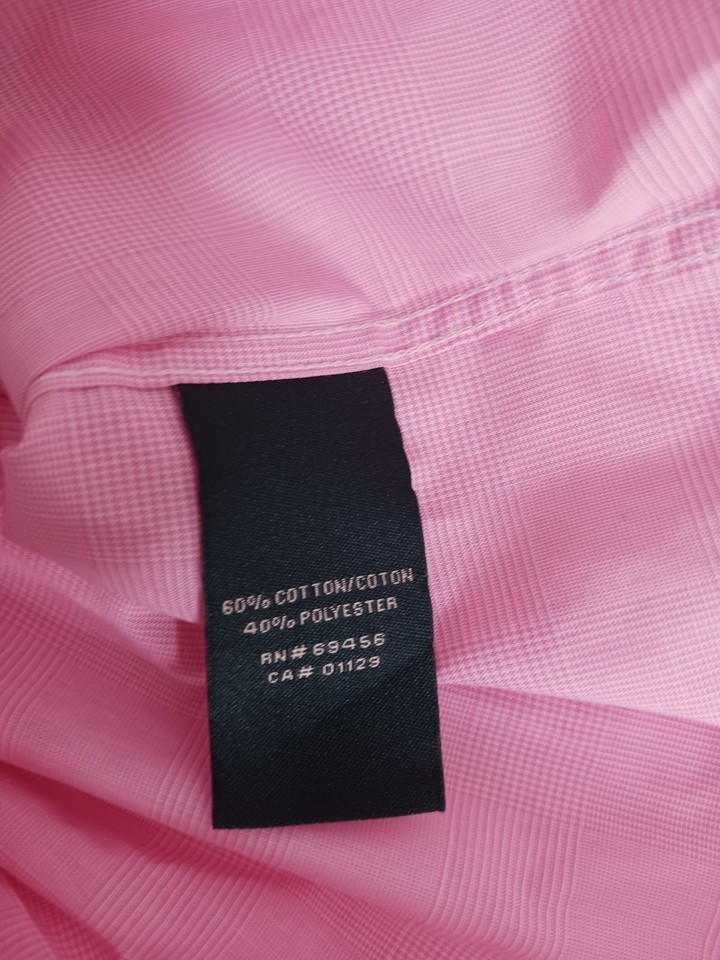 60% COTTON/COTON
40% POLYESTER
RN# 69456
CA# 01129